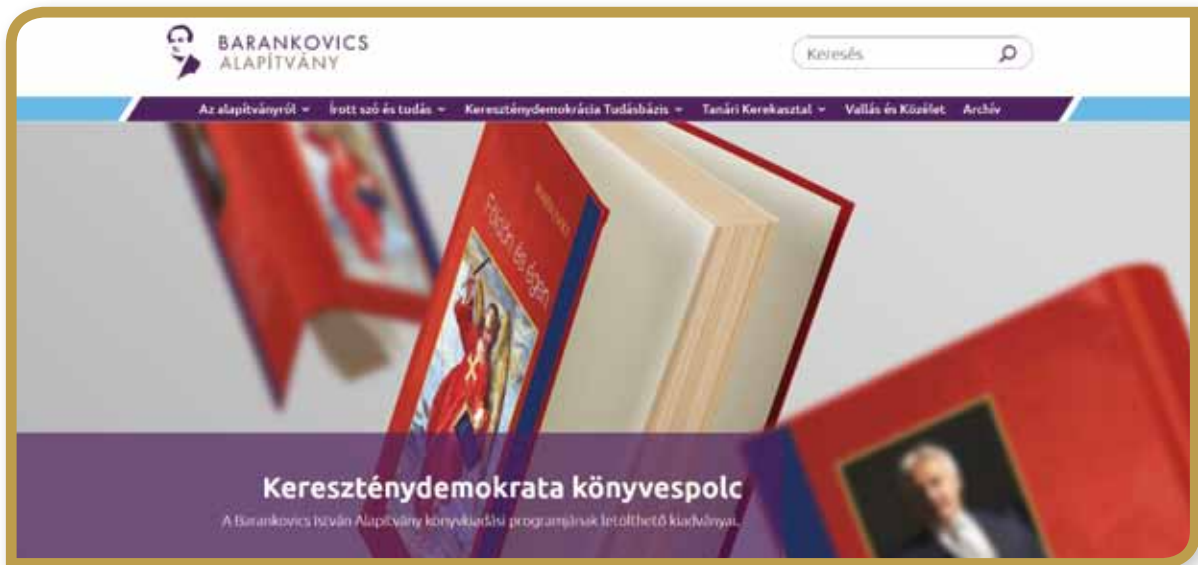 BARANKOVICS
ALAPÍTVÁNY
Keresés
Az alapítványról
Írott szó és tudás
Kereszténydemokrácia Tudásbázis
Tanári Kerekasztal
Vallás és Közélet
Archív
Földön és égen
Kereszténydemokrata könyvespolc
A Barankovics István Alapítvány könyvkiadási programjának letölthető kiadványai.